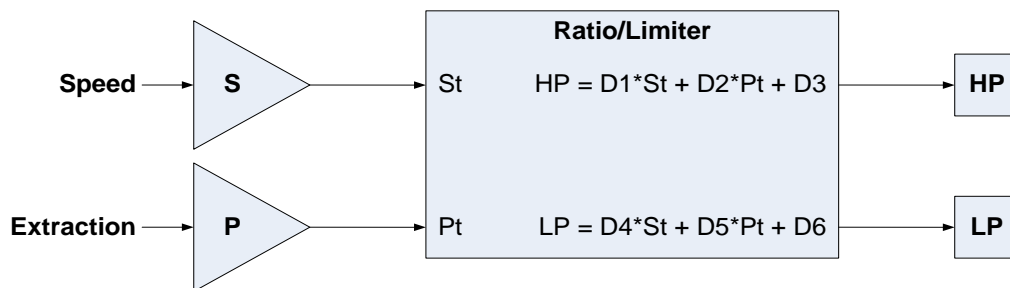 Ratio/Limiter
Speed S St HP = D1*St + D2*Pt + D3 HP
Extraction P Pt LP = D4*St + D5*Pt + D6 LP